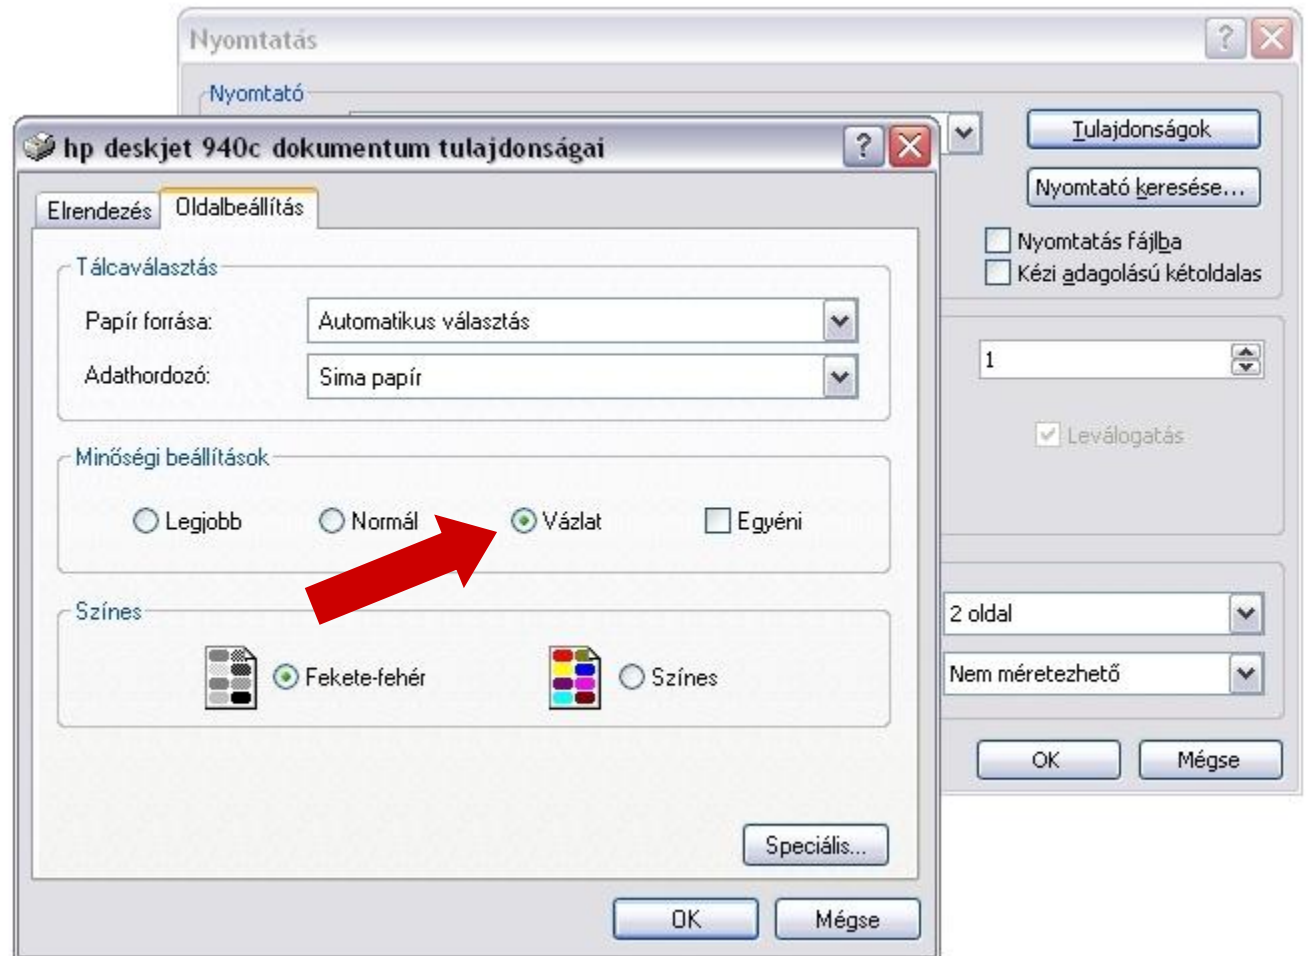 Nyomtatás
Nyomtató
Tulajdonságok
Nyomtató keresése...
Nyomtatás fájlba
Kézi adagolású kétoldalas
1
Leválogatás
2 oldal
Nem méretezhető
OK
Mégse
hp deskjet 940c dokumentum tulajdonságai
Elrendezés
Oldalbeállítás
Tálcaválasztás
Papír forrása:
Automatikus választás
Adathordozó:
Sima papír
Minőségi beállítások
Legjobb
Normál
Vázlat
Egyéni
Színes
Fekete-fehér
Színes
Speciális...
OK
Mégse